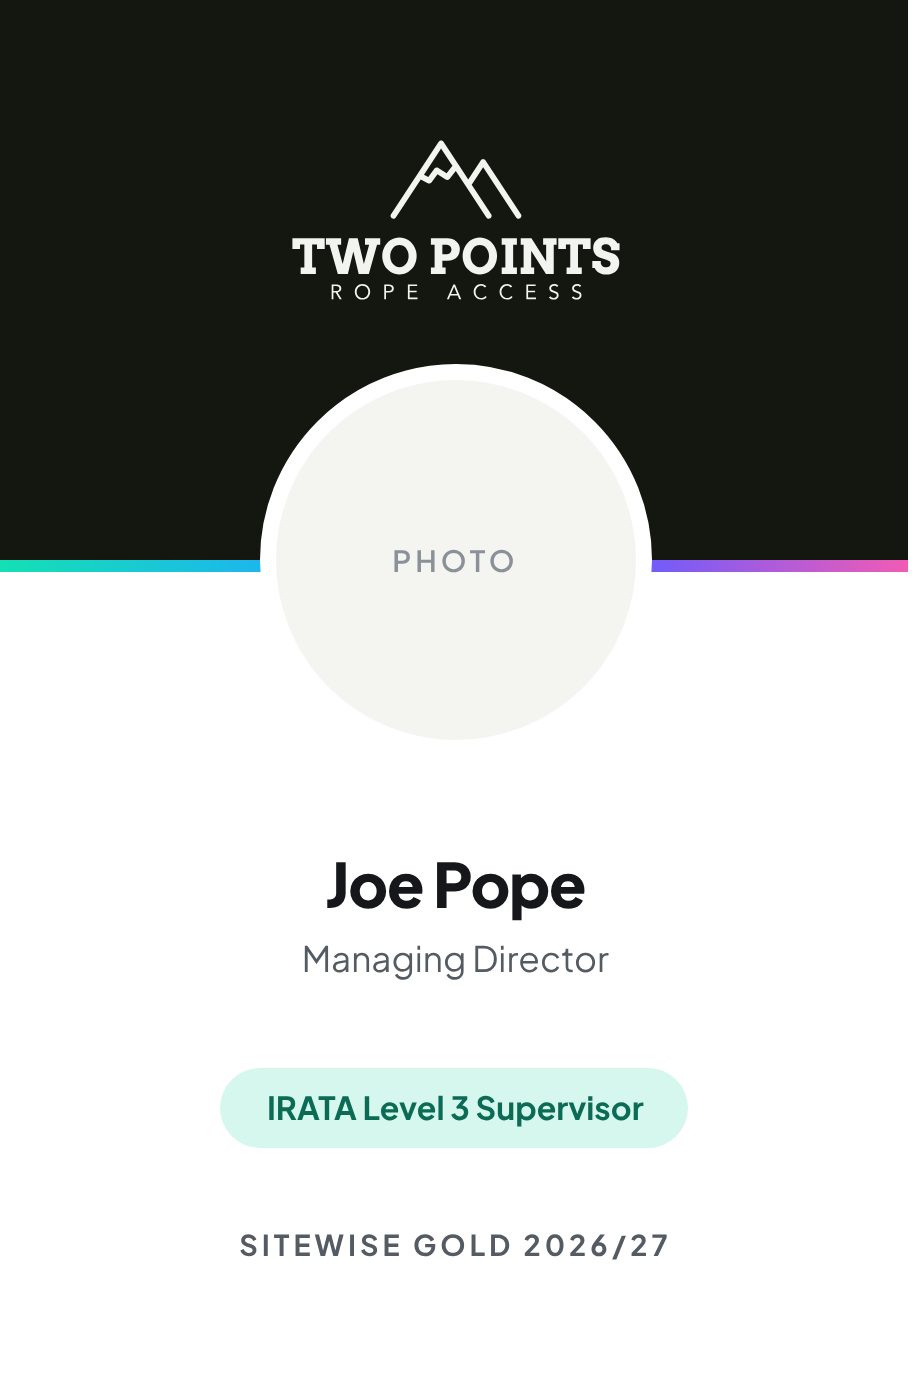 TWO POINTS
ROPE ACCESS
PHOTO
Joe Pope
Managing Director
IRATA Level 3 Supervisor
SITEWISE GOLD 2026/27